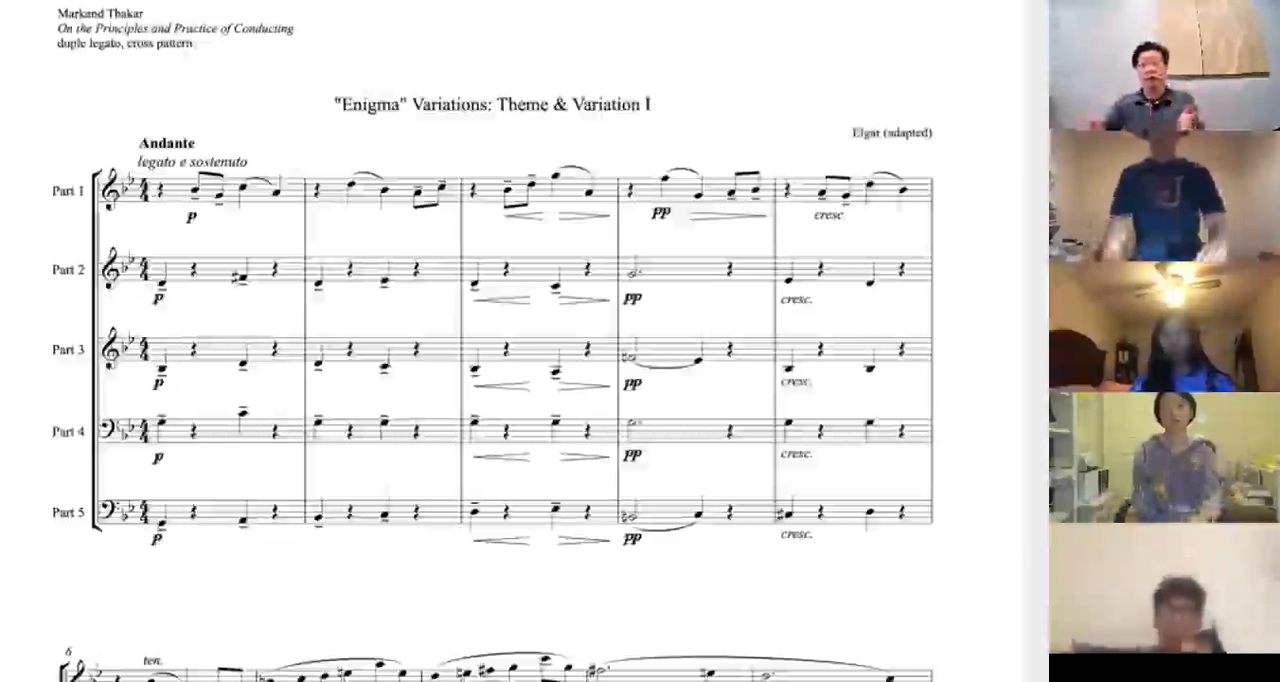 Markand Thakar
On the Principles and Practice of Conducting
duple legato, cross pattern
"Enigma" Variations: Theme & Variation I
Elgar (adapted)
Andante
legato e sostenuto
Part 1
p
pp
cresc
Part 2
p
pp
cresc.
Part 3
p
pp
cresc.
Part 4
p
pp
cresc.
Part 5
p
pp
cresc.
6
ten.